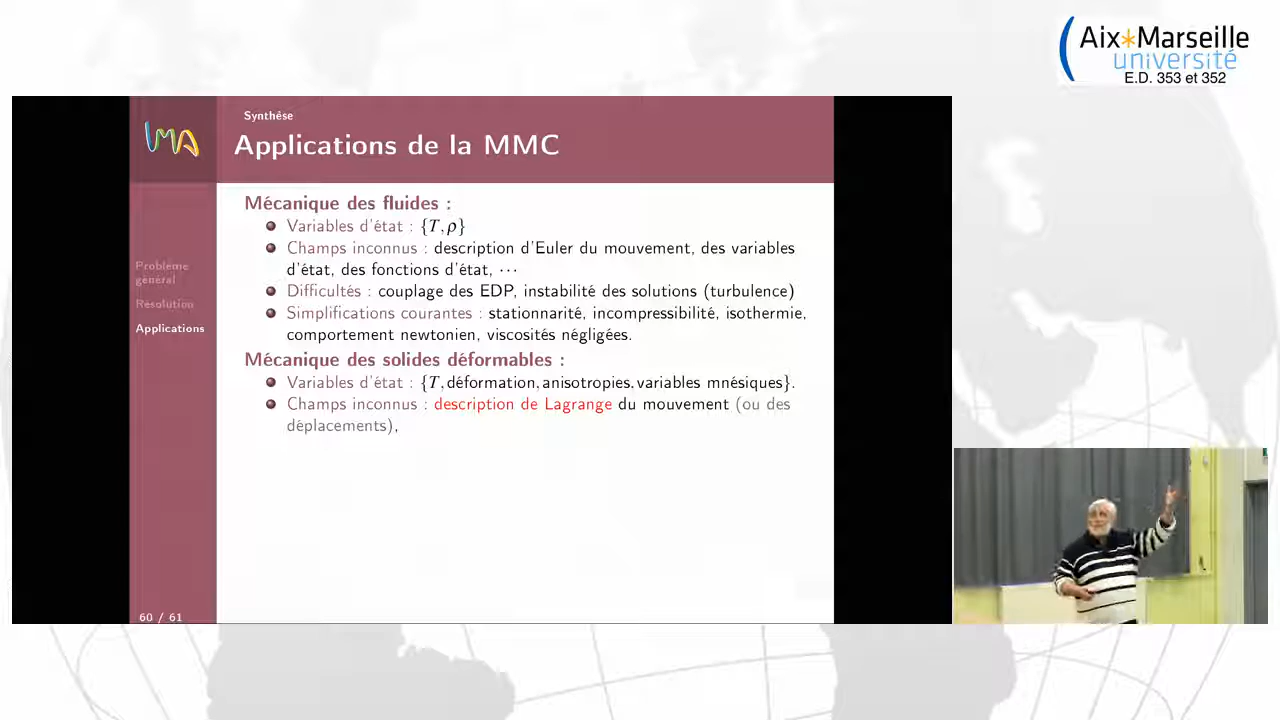 Aix*Marseille
université
E.D. 353 et 352
LMA
Synthèse
Applications de la MMC
Problème
général
Résolution
Applications
Mécanique des fluides :
Variables d'état : {T, ρ}
Champs inconnus : description d'Euler du mouvement, des variables
d'état, des fonctions d'état, ···
Difficultés : couplage des EDP, instabilité des solutions (turbulence)
Simplifications courantes : stationnarité, incompressibilité, isothermie,
comportement newtonien, viscosités négligées.
Mécanique des solides déformables :
Variables d'état : {T, déformation, anisotropies, variables mnésiques}.
Champs inconnus : description de Lagrange du mouvement (ou des
déplacements),
60 / 61